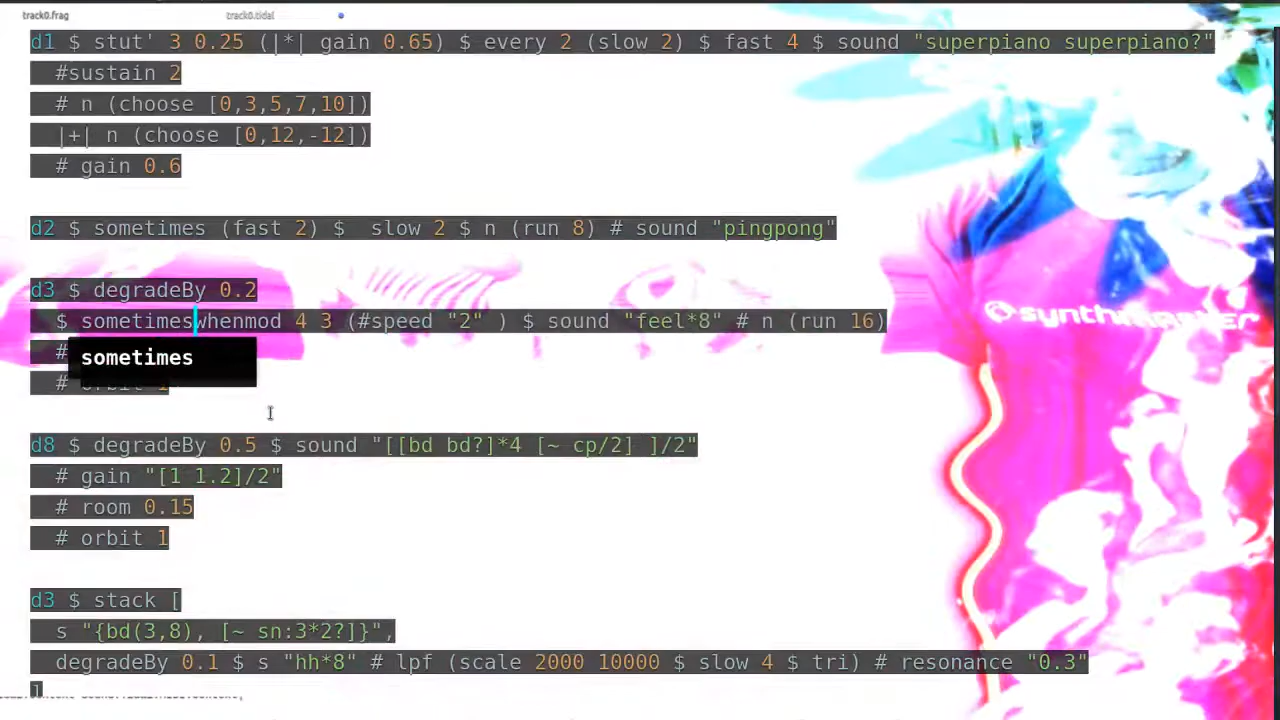 track0.frag track0.tidal
d1 $ stut' 3 0.25 (|*| gain 0.65) $ every 2 (slow 2) $ fast 4 $ sound "superpiano superpiano?"
#sustain 2
# n (choose [0,3,5,7,10])
|+| n (choose [0,12,-12])
# gain 0.6
d2 $ sometimes (fast 2) $  slow 2 $ n (run 8) # sound "pingpong"
d3 $ degradeBy 0.2
$ sometimeswhenmod 4 3 (#speed "2" ) $ sound "feel*8" # n (run 16)
synthmaster
#
sometimes
# orbit 1
d8 $ degradeBy 0.5 $ sound "[[bd bd?]*4 [~ cp/2] ]/2"
# gain "[1 1.2]/2"
# room 0.15
# orbit 1
d3 $ stack [
s "{bd(3,8), [~ sn:3*2?]}",
degradeBy 0.1 $ s "hh*8" # lpf (scale 2000 10000 $ slow 4 $ tri) # resonance "0.3"
]